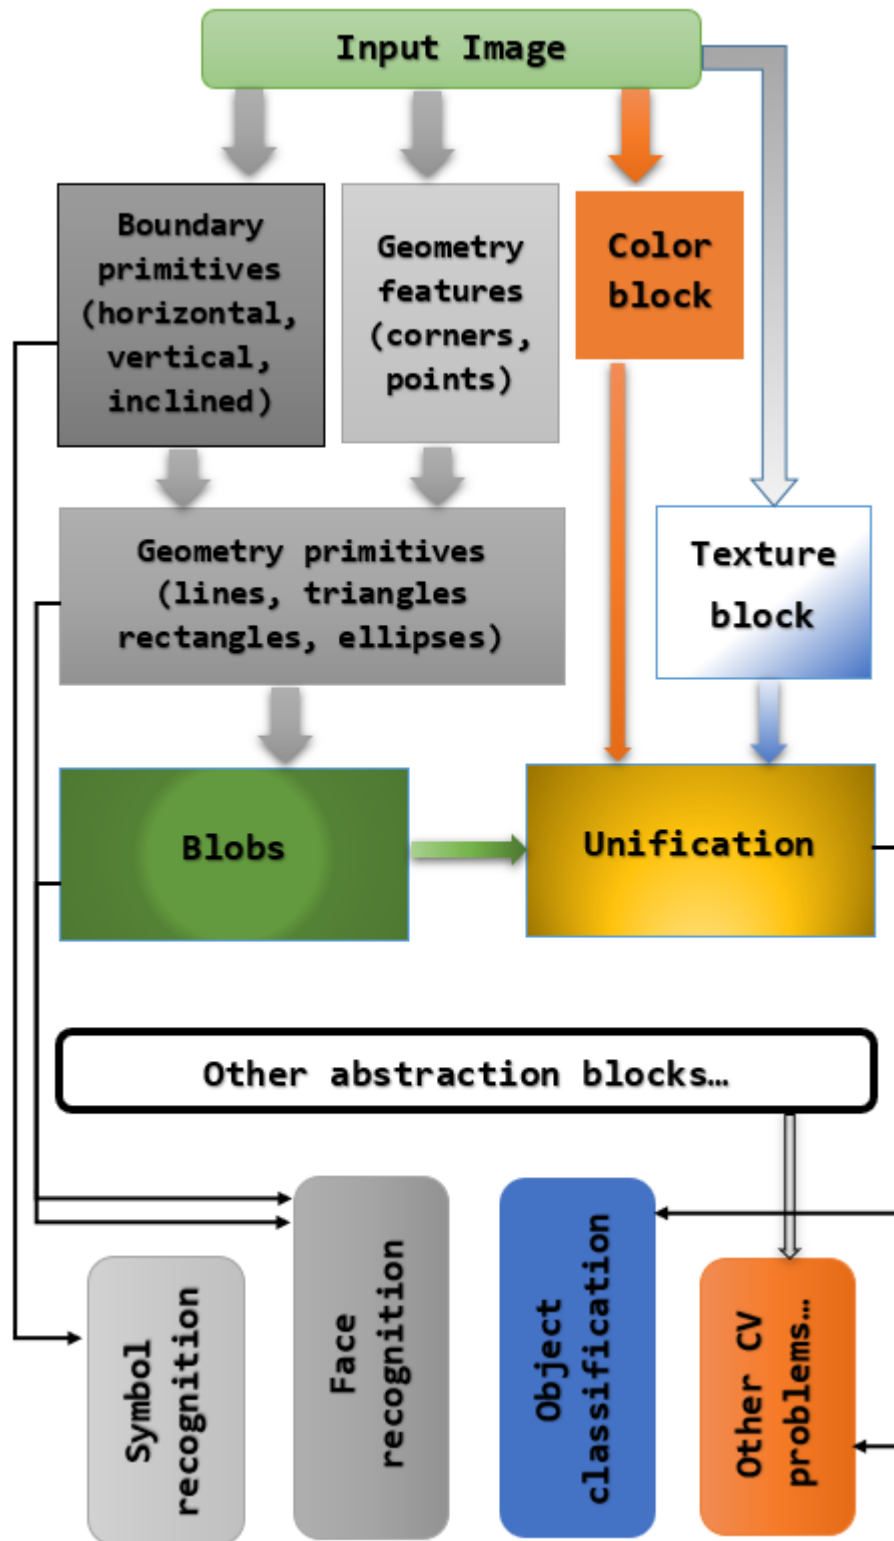 Input Image
Boundary
primitives
(horizontal,
vertical,
inclined)
Geometry
features
(corners,
points)
Color
block
Geometry primitives
(lines, triangles
rectangles, ellipses)
Texture
block
Blobs
Unification
Other abstraction blocks…
Symbol
recognition
Face
recognition
Object
classification
Other CV
problems…